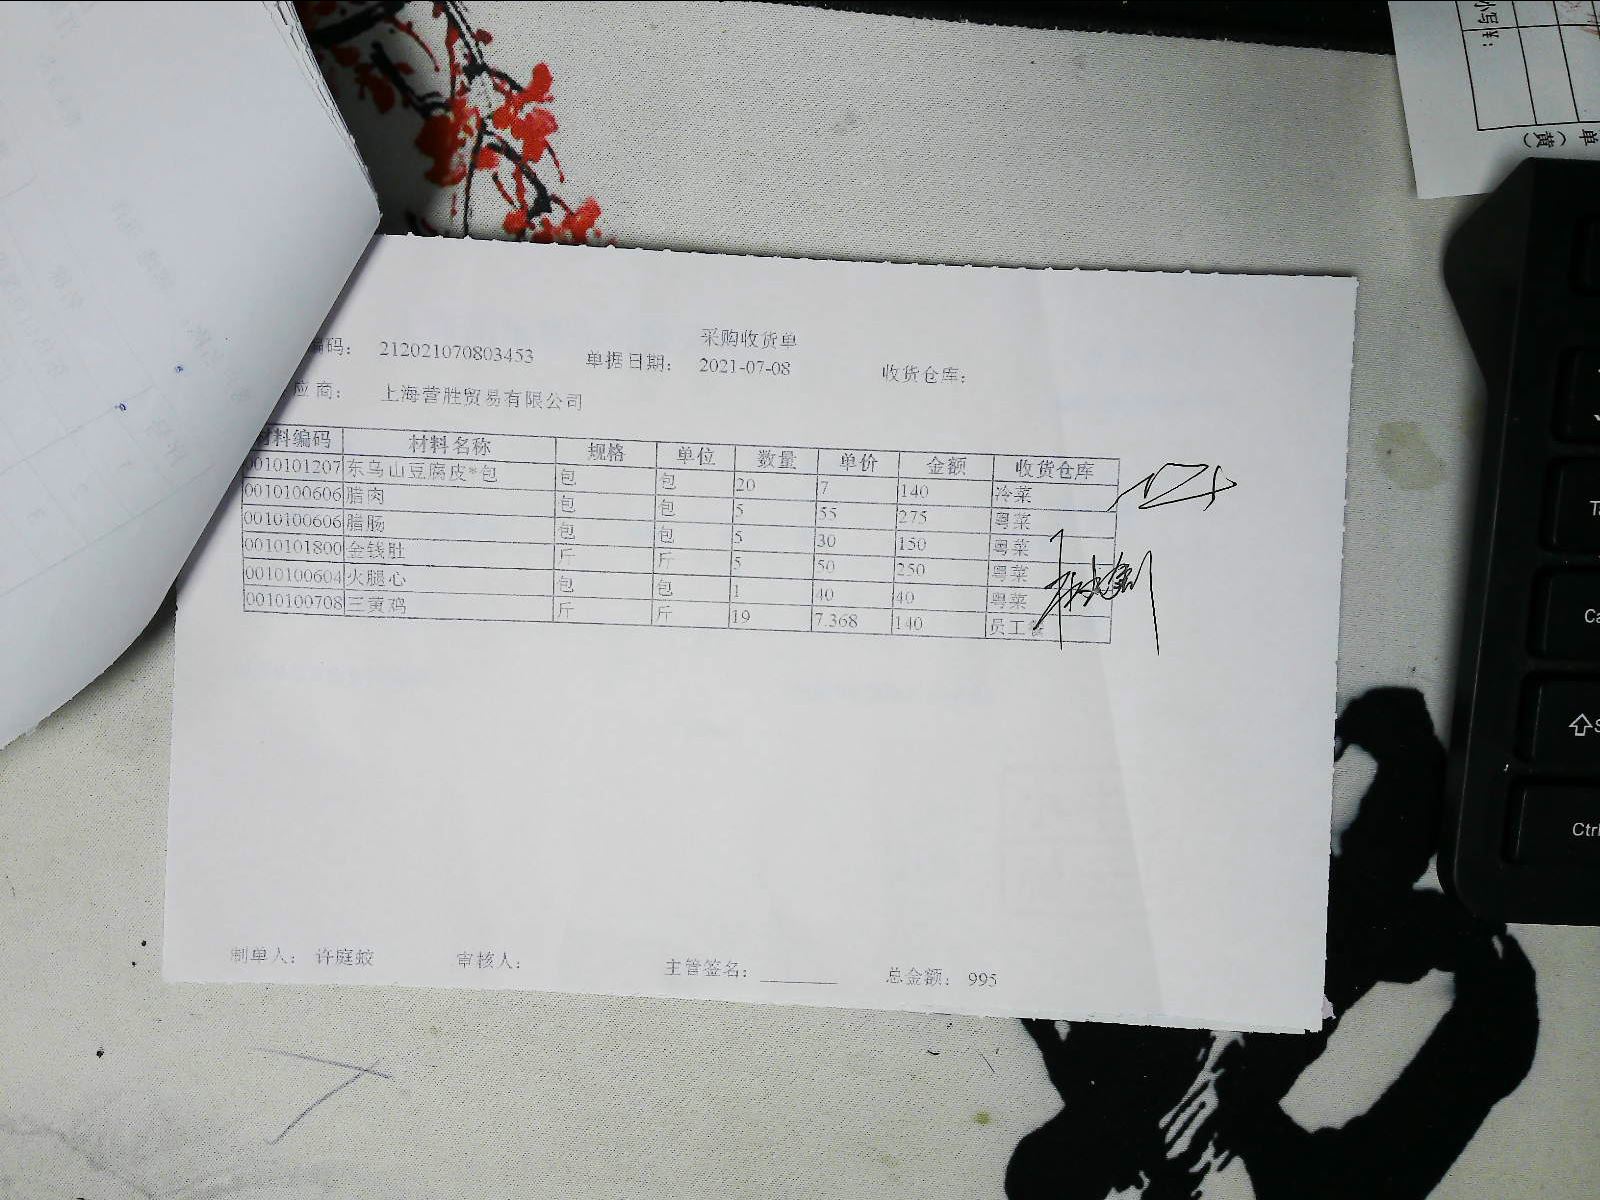 采购收货单
编码： 212021070803453 单据日期： 2021-07-08 收货仓库：
应商： 上海营胜贸易有限公司
材料编码 材料名称 规格 单位 数量 单价 金额 收货仓库
0010101207 东乌山豆腐皮*包 包 包 20 7 140 冷菜
0010100606 腊肉 包 包 5 55 275 粤菜
0010100606 腊肠 包 包 5 30 150 粤菜
0010101800 金钱肚 斤 斤 5 50 250 粤菜
0010100604 火腿心 包 包 1 40 40 粤菜
0010100708 三黄鸡 斤 斤 19 7.368 140 员工餐
制单人： 许庭蛟 审核人： 主管签名： 总金额： 995
小写¥：
单（黄）
Ctrl